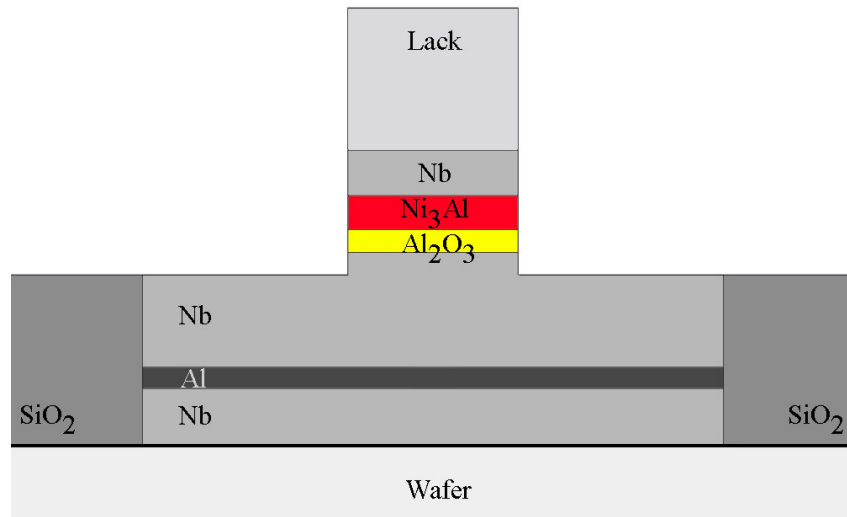 Lack
Nb
Ni3Al
Al2O3
Nb
Al
Nb
SiO2
SiO2
Wafer